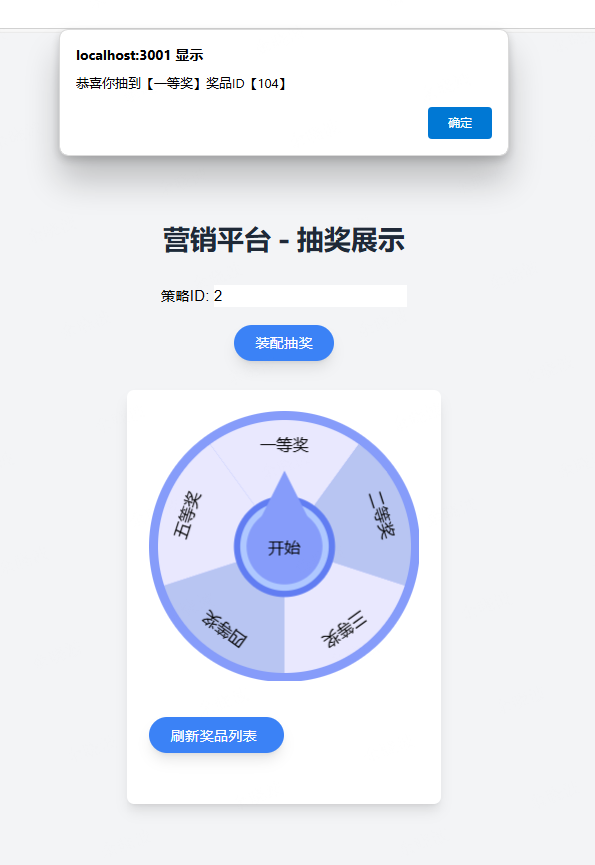 localhost:3001 显示
恭喜你抽到【一等奖】奖品ID【104】
确定
营销平台 - 抽奖展示
策略ID: 2
装配抽奖
一等奖
二等奖
三等奖
四等奖
五等奖
开始
刷新奖品列表